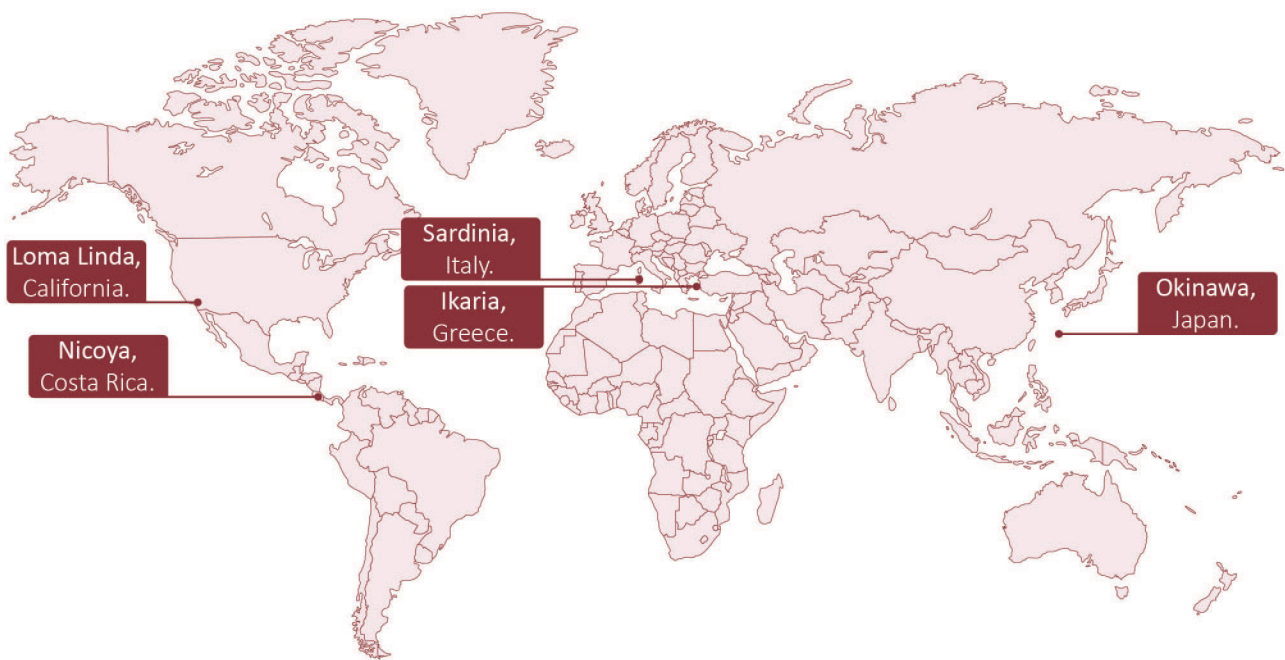 Sardinia,
Italy.
Loma Linda,
California.
Ikaria,
Greece.
Okinawa,
Japan.
Nicoya,
Costa Rica.